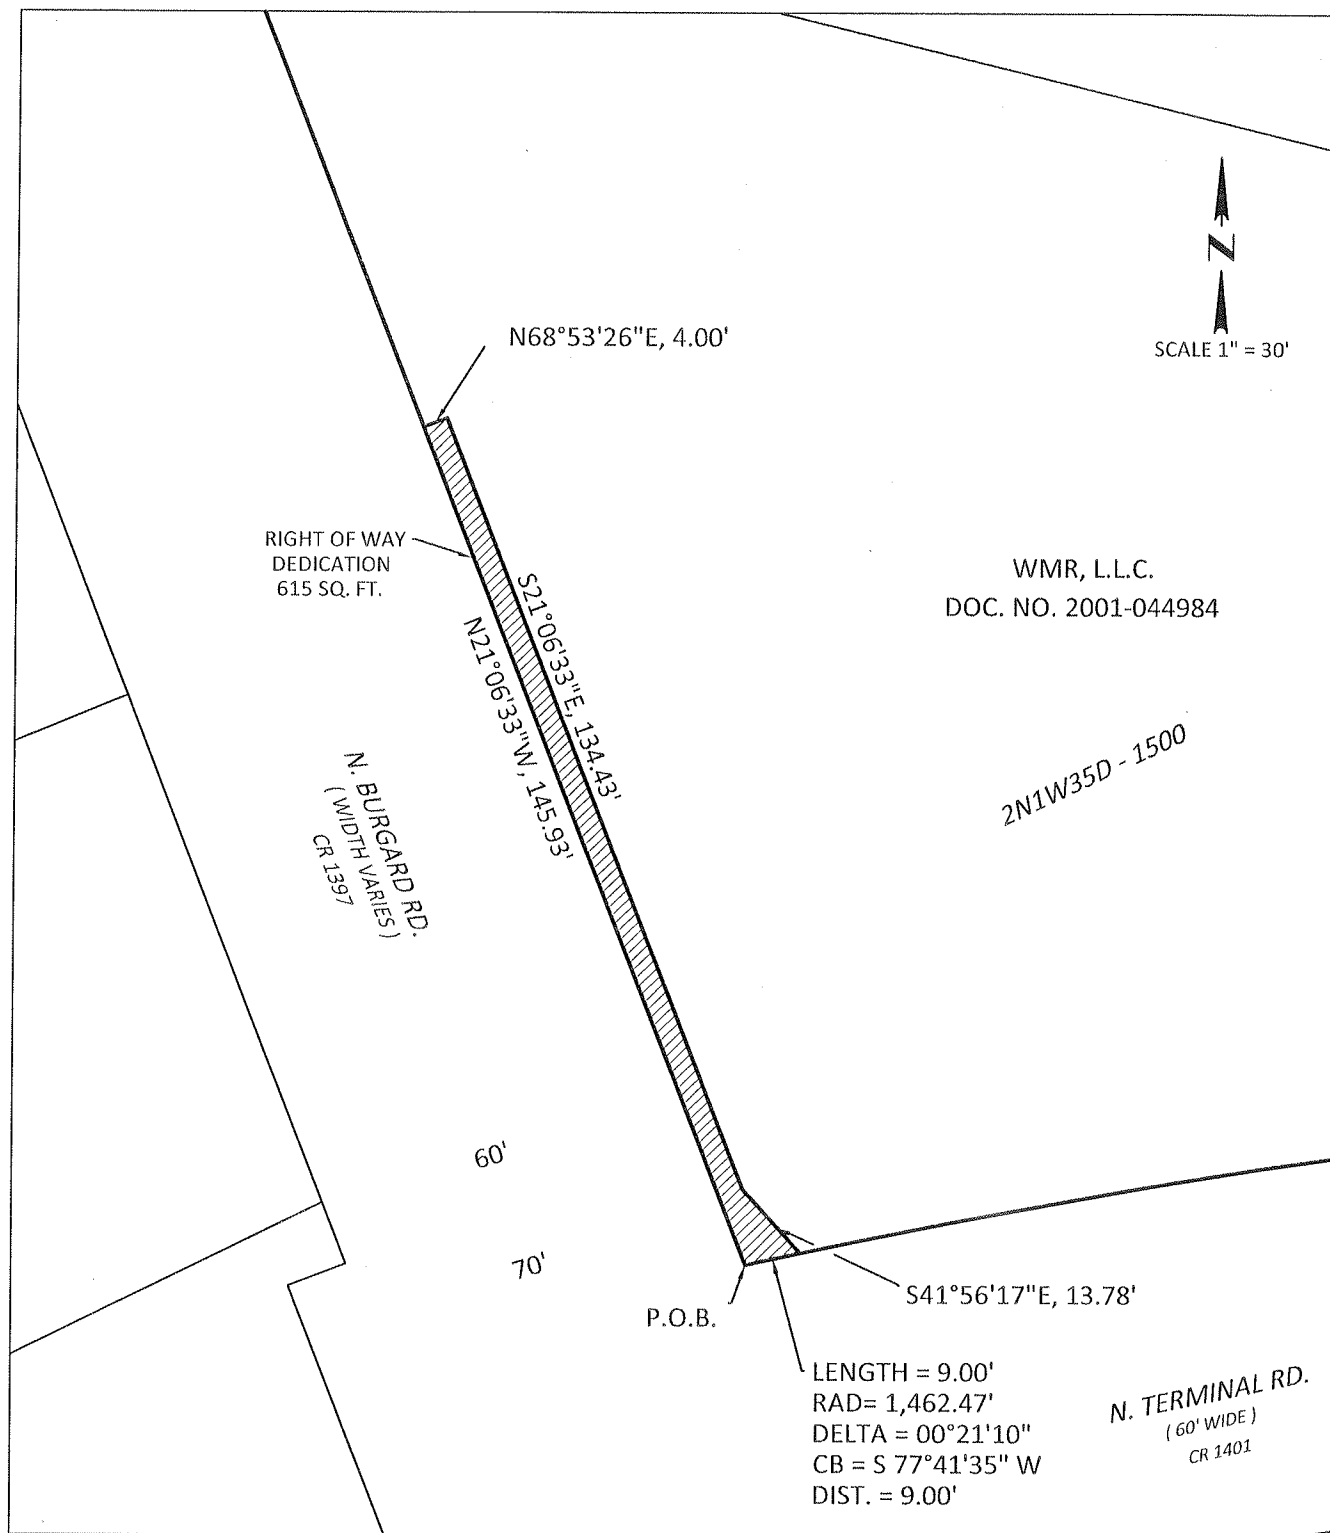 N68°53'26"E, 4.00'
N
SCALE 1" = 30'
RIGHT OF WAY
DEDICATION
615 SQ. FT.
WMR, L.L.C.
DOC. NO. 2001-044984
S21°06'33"E, 134.43'
N21°06'33"W, 145.93'
2N1W35D - 1500
N. BURGARD RD.
( WIDTH VARIES )
CR 1397
60'
70'
P.O.B.
S41°56'17"E, 13.78'
LENGTH = 9.00'
RAD= 1,462.47'
DELTA = 00°21'10"
CB = S 77°41'35" W
DIST. = 9.00'
N. TERMINAL RD.
( 60' WIDE )
CR 1401